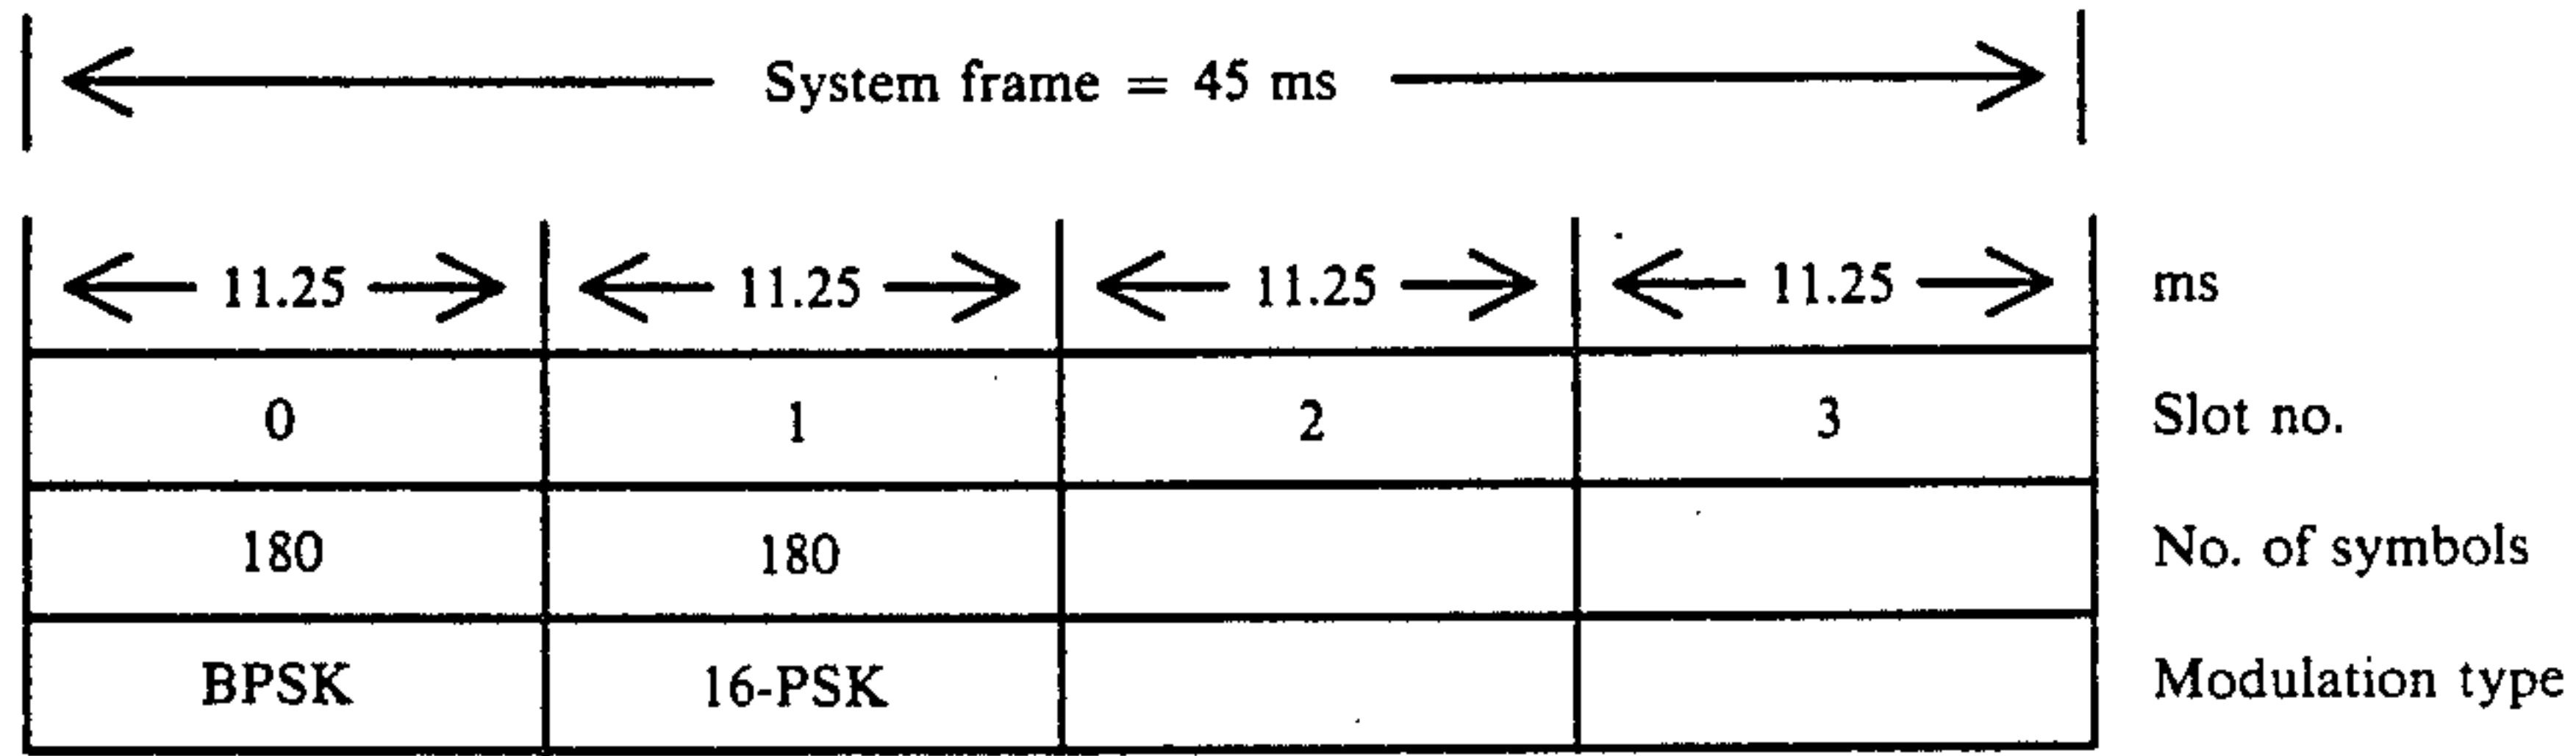 System frame = 45 ms
11.25 11.25 11.25 11.25 ms
0 1 2 3 Slot no.
180 180 No. of symbols
BPSK 16-PSK Modulation type